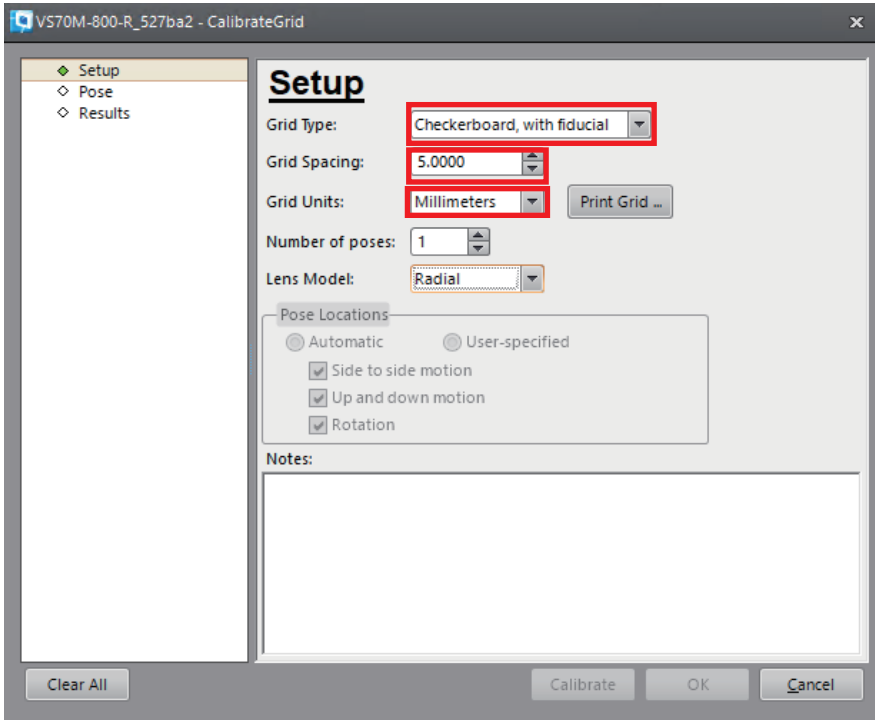 VS70M-800-R_527ba2 - CalibrateGrid
Setup
Pose
Results
Setup
Grid Type: Checkerboard, with fiducial
Grid Spacing: 5.0000
Grid Units: Millimeters Print Grid ...
Number of poses: 1
Lens Model: Radial
Pose Locations
Automatic User-specified
Side to side motion
Up and down motion
Rotation
Notes:
Clear All Calibrate OK Cancel